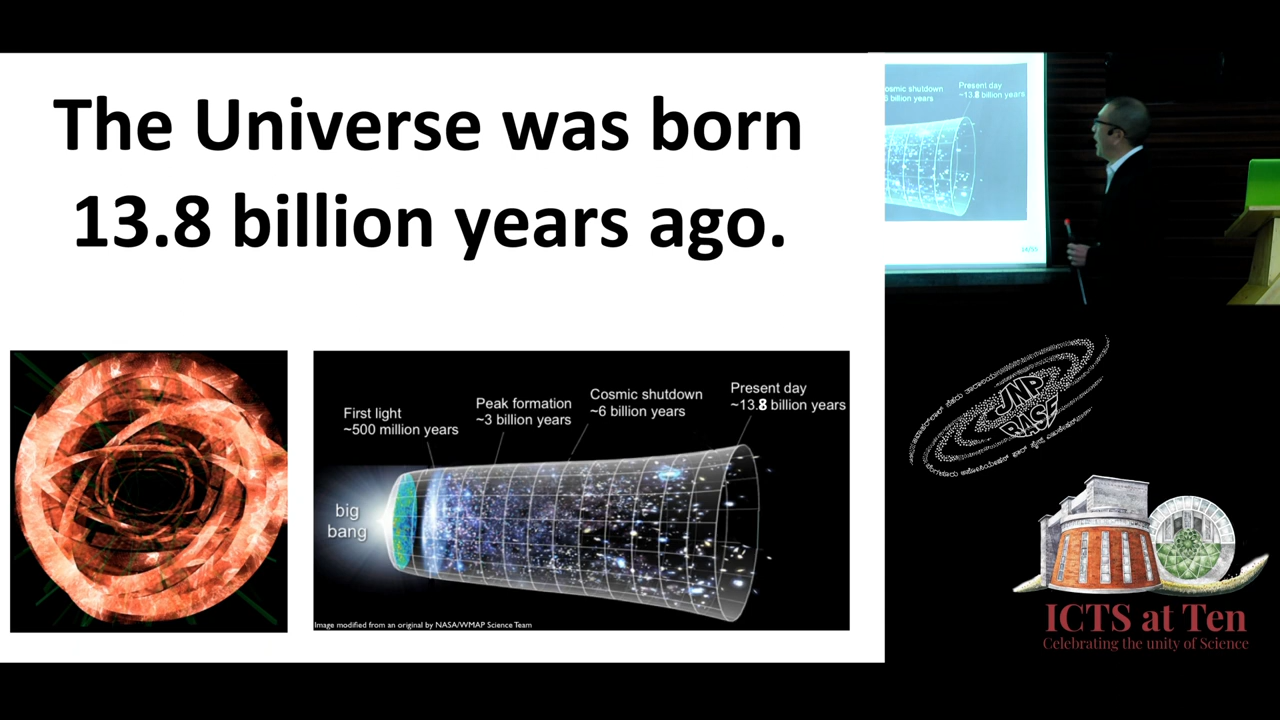 The Universe was born
13.8 billion years ago.
First light
~500 million years
Peak formation
~3 billion years
Cosmic shutdown
~6 billion years
Present day
~13.8 billion years
big
bang
Image modified from an original by NASA/WMAP Science Team
osmic shutdown
6 billion years
Present day
~13.8 billion years
JNP
BASE
ICTS at Ten
Celebrating the unity of Science